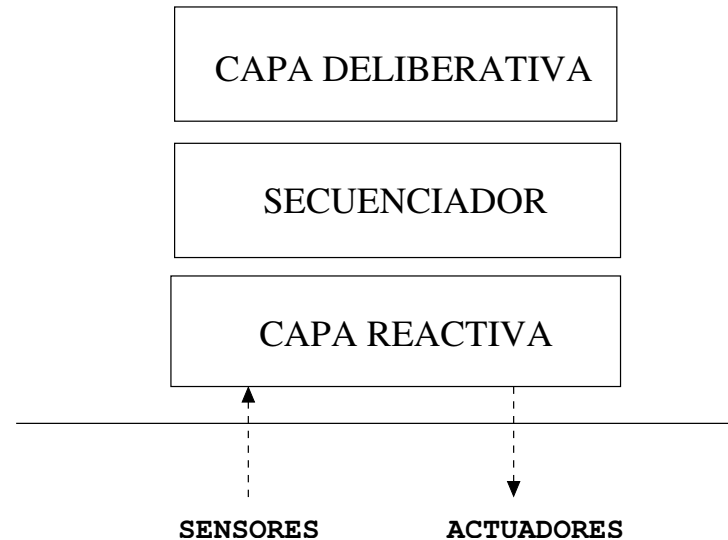 CAPA DELIBERATIVA
SECUENCIADOR
CAPA REACTIVA
SENSORES ACTUADORES